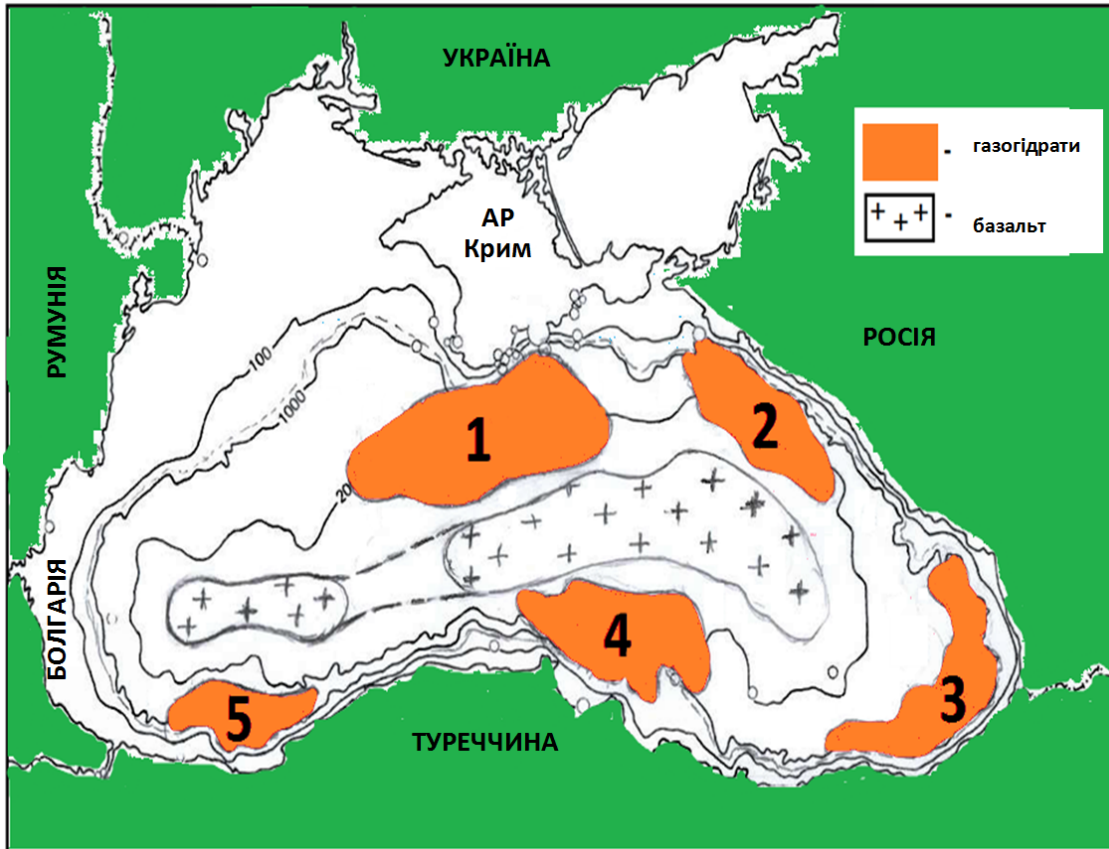 УКРАЇНА
газогідрати
базальт
АР
Крим
РУМУНІЯ
РОСІЯ
100
1000
20
1
2
БОЛГАРІЯ
4
3
5
ТУРЕЧЧИНА